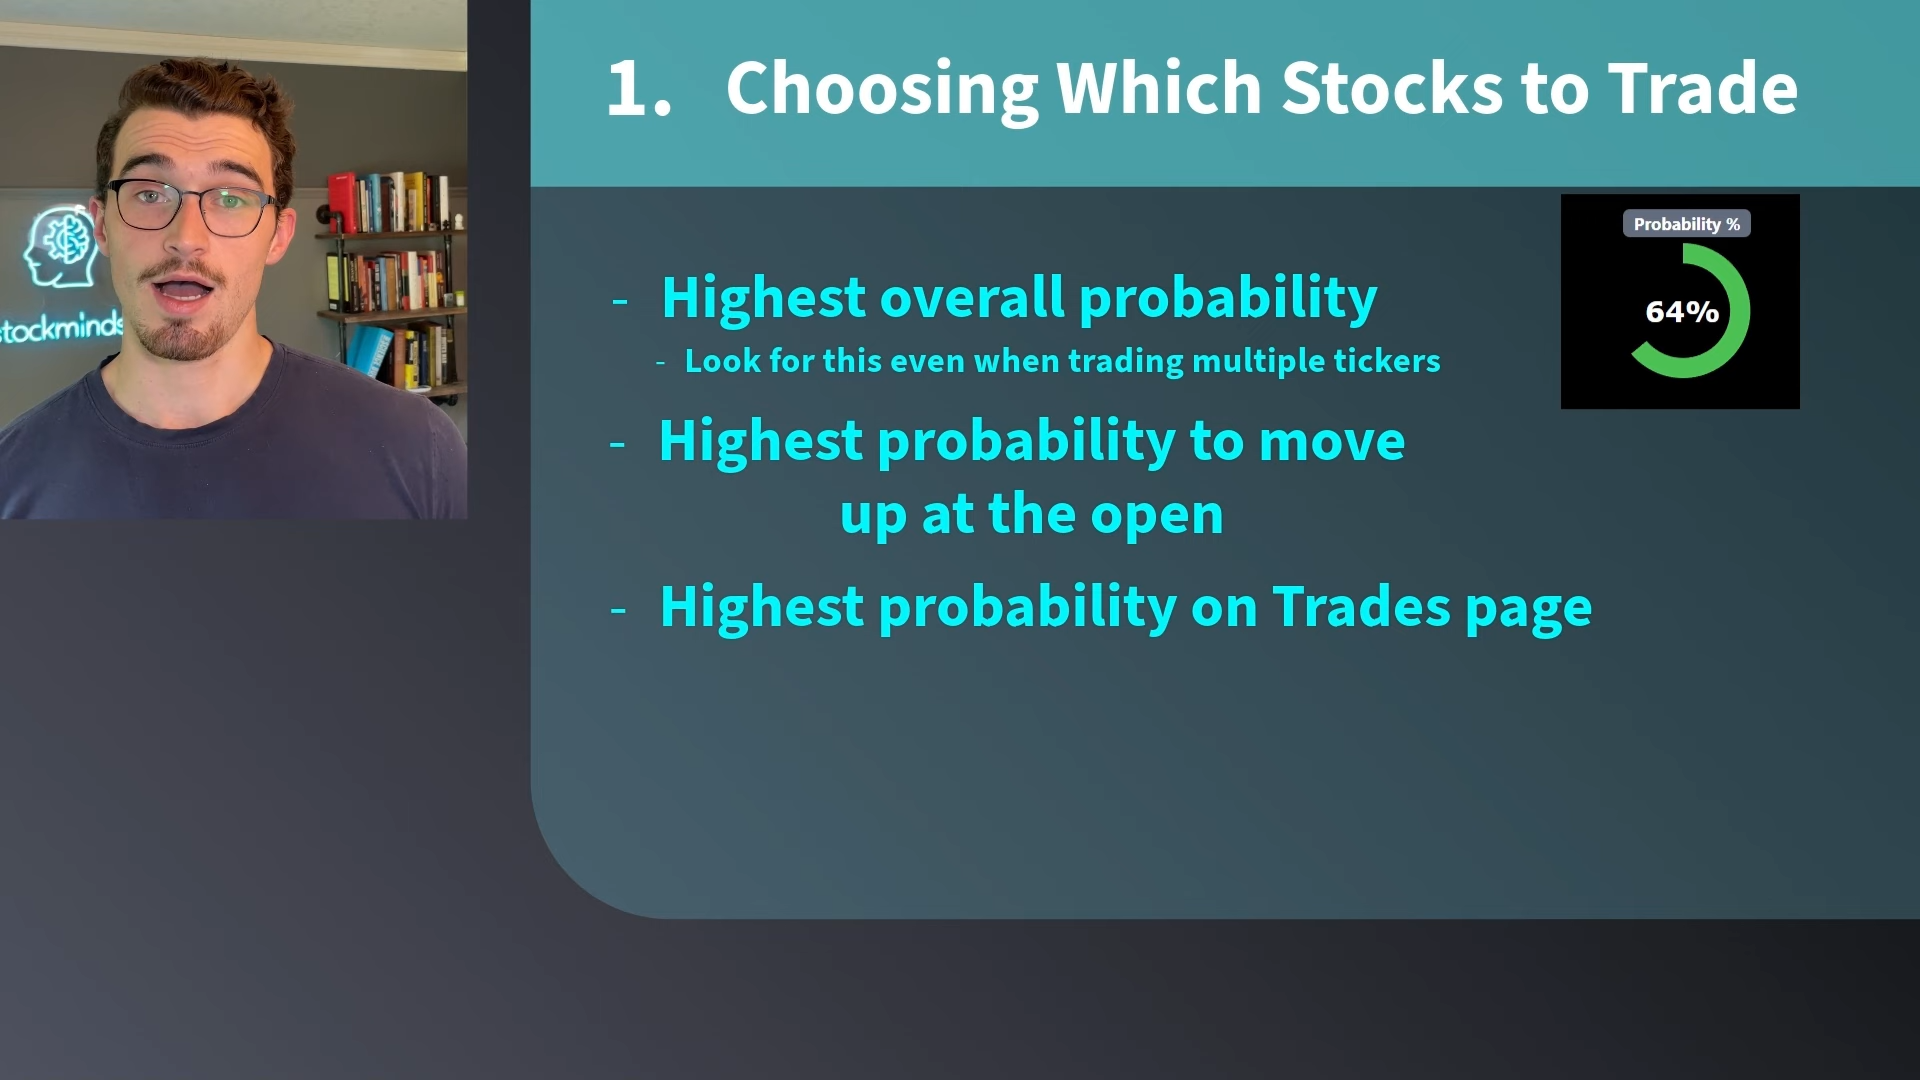 1. Choosing Which Stocks to Trade
Probability %
64%
- Highest overall probability
- Look for this even when trading multiple tickers
- Highest probability to move
up at the open
- Highest probability on Trades page
stockminds